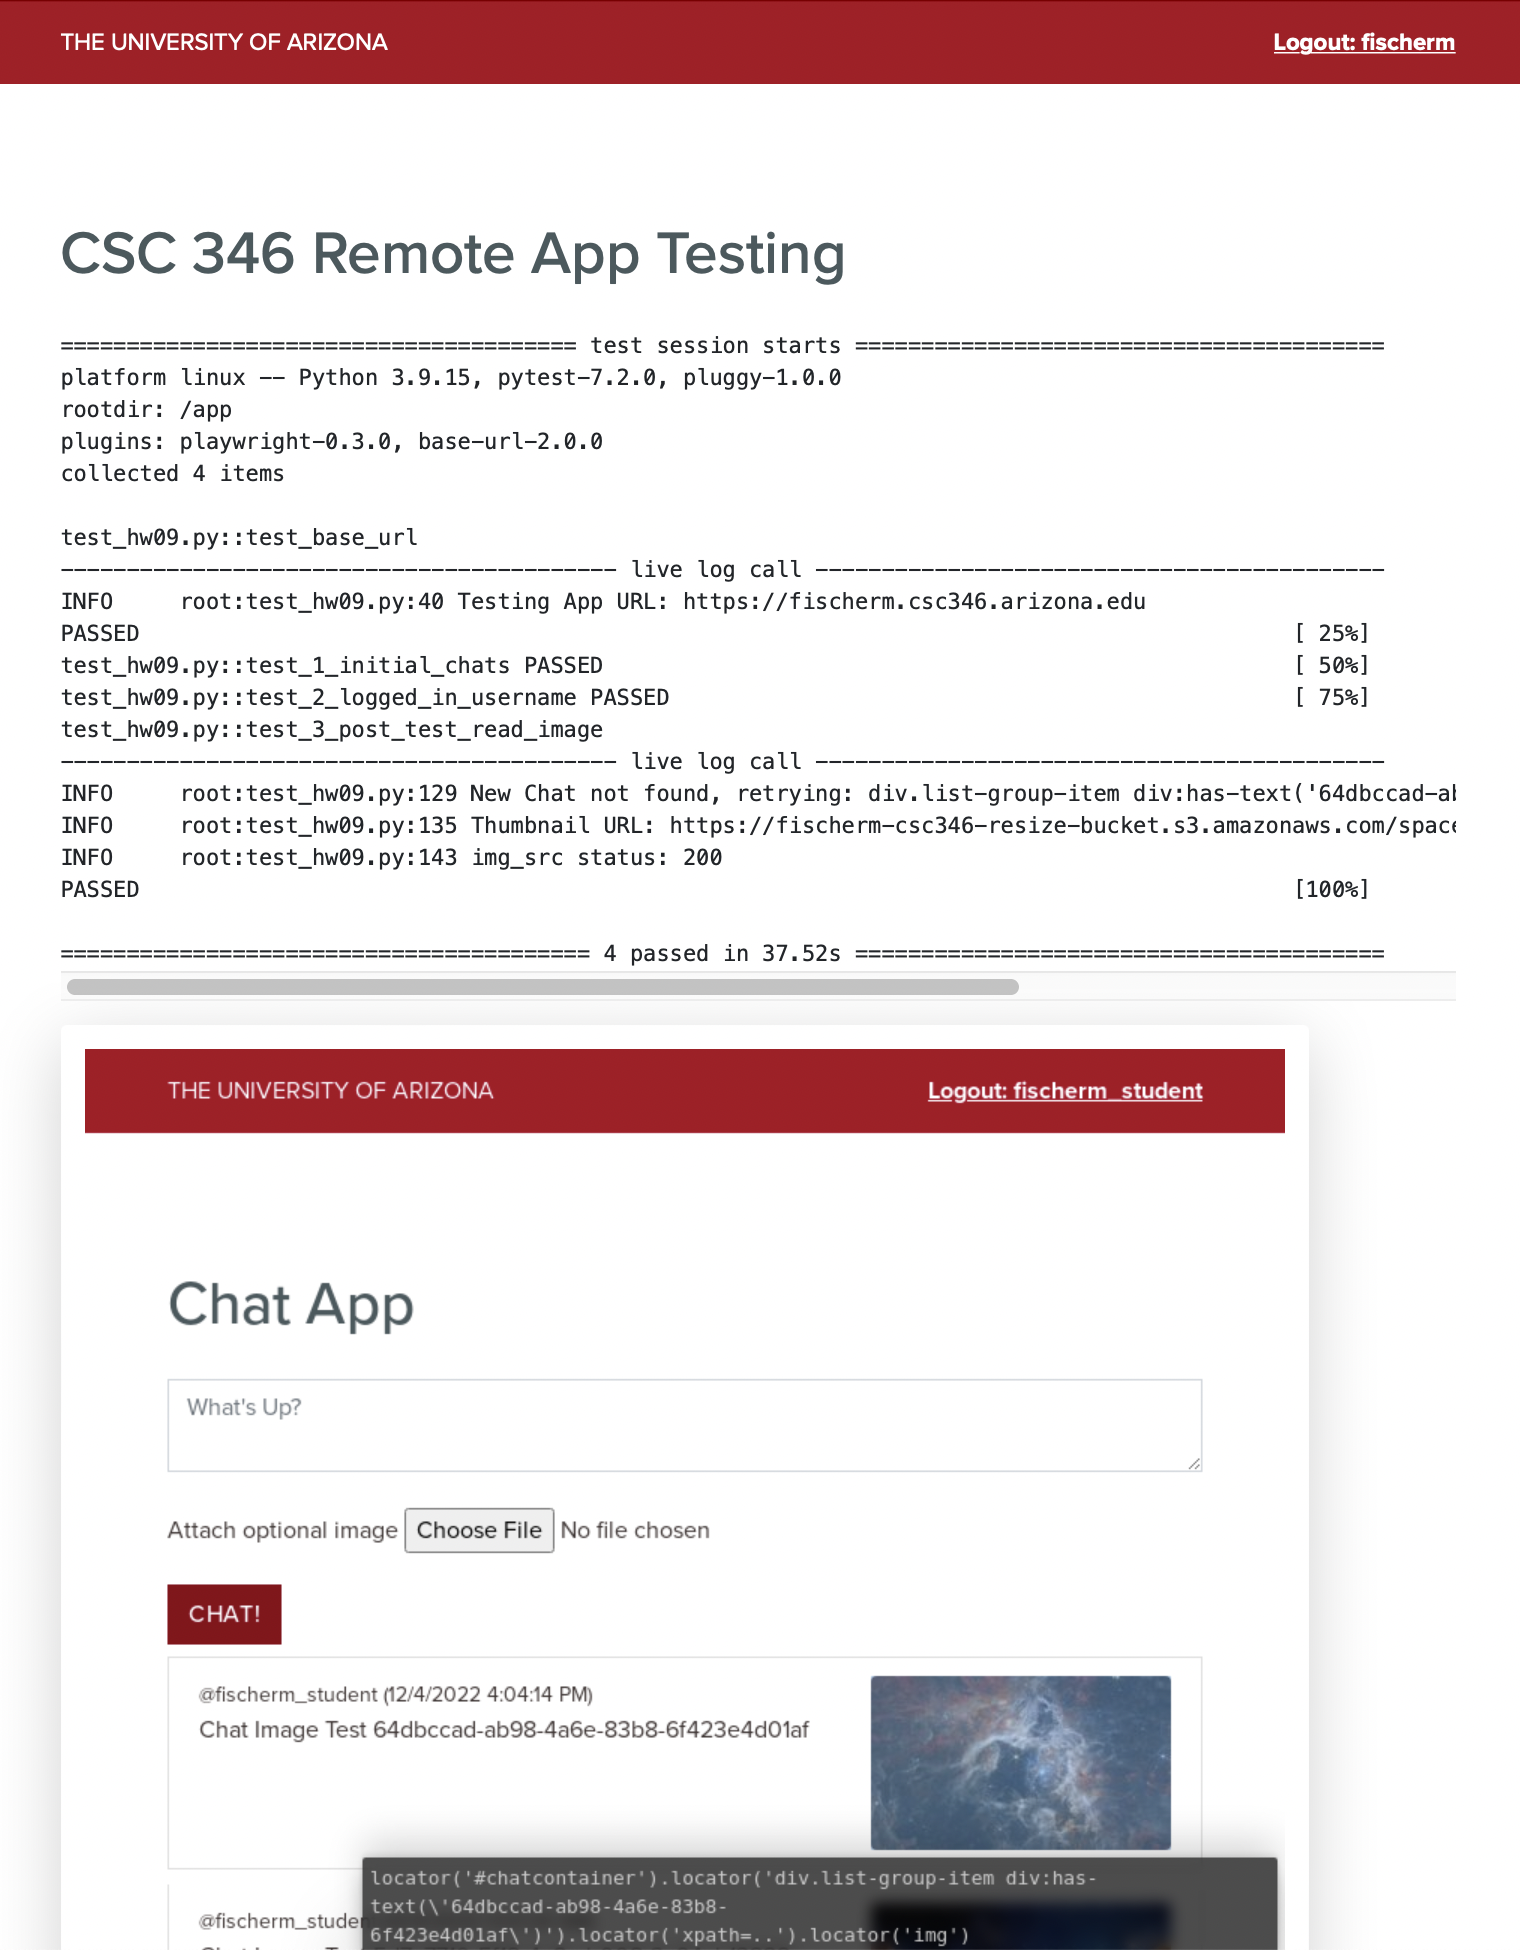 THE UNIVERSITY OF ARIZONA
Logout: fischerm
CSC 346 Remote App Testing
======================================= test session starts ========================================
platform linux -- Python 3.9.15, pytest-7.2.0, pluggy-1.0.0
rootdir: /app
plugins: playwright-0.3.0, base-url-2.0.0
collected 4 items
test_hw09.py::test_base_url
------------------------------------------ live log call -------------------------------------------
INFO     root:test_hw09.py:40 Testing App URL: https://fischerm.csc346.arizona.edu
PASSED                                                                                       [ 25%]
test_hw09.py::test_1_initial_chats PASSED                                                    [ 50%]
test_hw09.py::test_2_logged_in_username PASSED                                               [ 75%]
test_hw09.py::test_3_post_test_read_image
------------------------------------------ live log call -------------------------------------------
INFO     root:test_hw09.py:129 New Chat not found, retrying: div.list-group-item div:has-text('64dbccad-ab
INFO     root:test_hw09.py:135 Thumbnail URL: https://fischerm-csc346-resize-bucket.s3.amazonaws.com/space
INFO     root:test_hw09.py:143 img_src status: 200
PASSED                                                                                       [100%]
======================================== 4 passed in 37.52s ========================================
THE UNIVERSITY OF ARIZONA
Logout: fischerm_student
Chat App
What's Up?
Attach optional image Choose File No file chosen
CHAT!
@fischerm_student (12/4/2022 4:04:14 PM)
Chat Image Test 64dbccad-ab98-4a6e-83b8-6f423e4d01af
locator('#chatcontainer').locator('div.list-group-item div:has-
text(\'64dbccad-ab98-4a6e-83b8-
6f423e4d01af\')').locator('xpath=..').locator('img')
@fischerm_studen